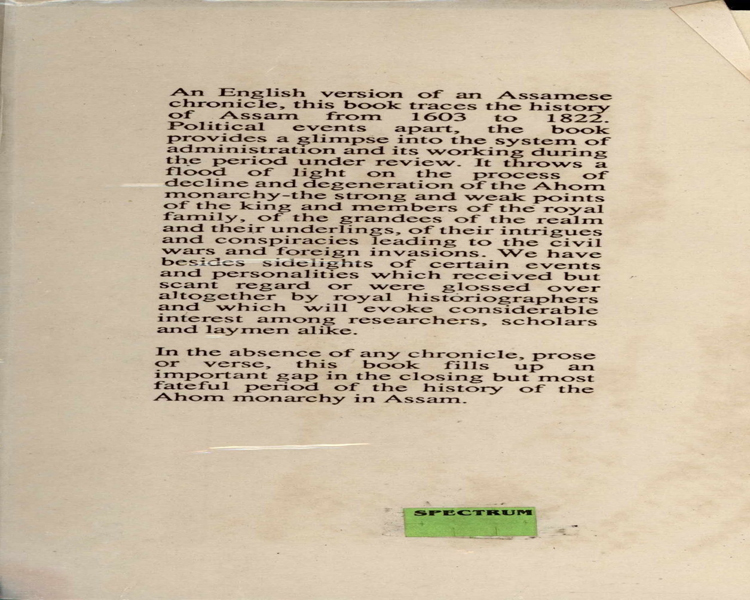 An English version of an Assamese
chronicle, this book traces the history
of Assam from 1603 to 1822.
Political events apart, the book
provides a glimpse into the system of
administration and its working during
the period under review. It throws a
flood of light on the process of
decline and degeneration of the Ahom
monarchy-the strong and weak points
of the king and members of the royal
family, of the grandees of the realm
and their underlings, of their intrigues
and conspiracies leading to the civil
wars and foreign invasions. We have
besides sidelights of certain events
and personalities which received but
scant regard or were glossed over
altogether by royal historiographers
and which will evoke considerable
interest among researchers, scholars
and laymen alike.
In the absence of any chronicle, prose
or verse, this book fills up an
important gap in the closing but most
fateful period of the history of the
Ahom monarchy in Assam.
SPECTRUM